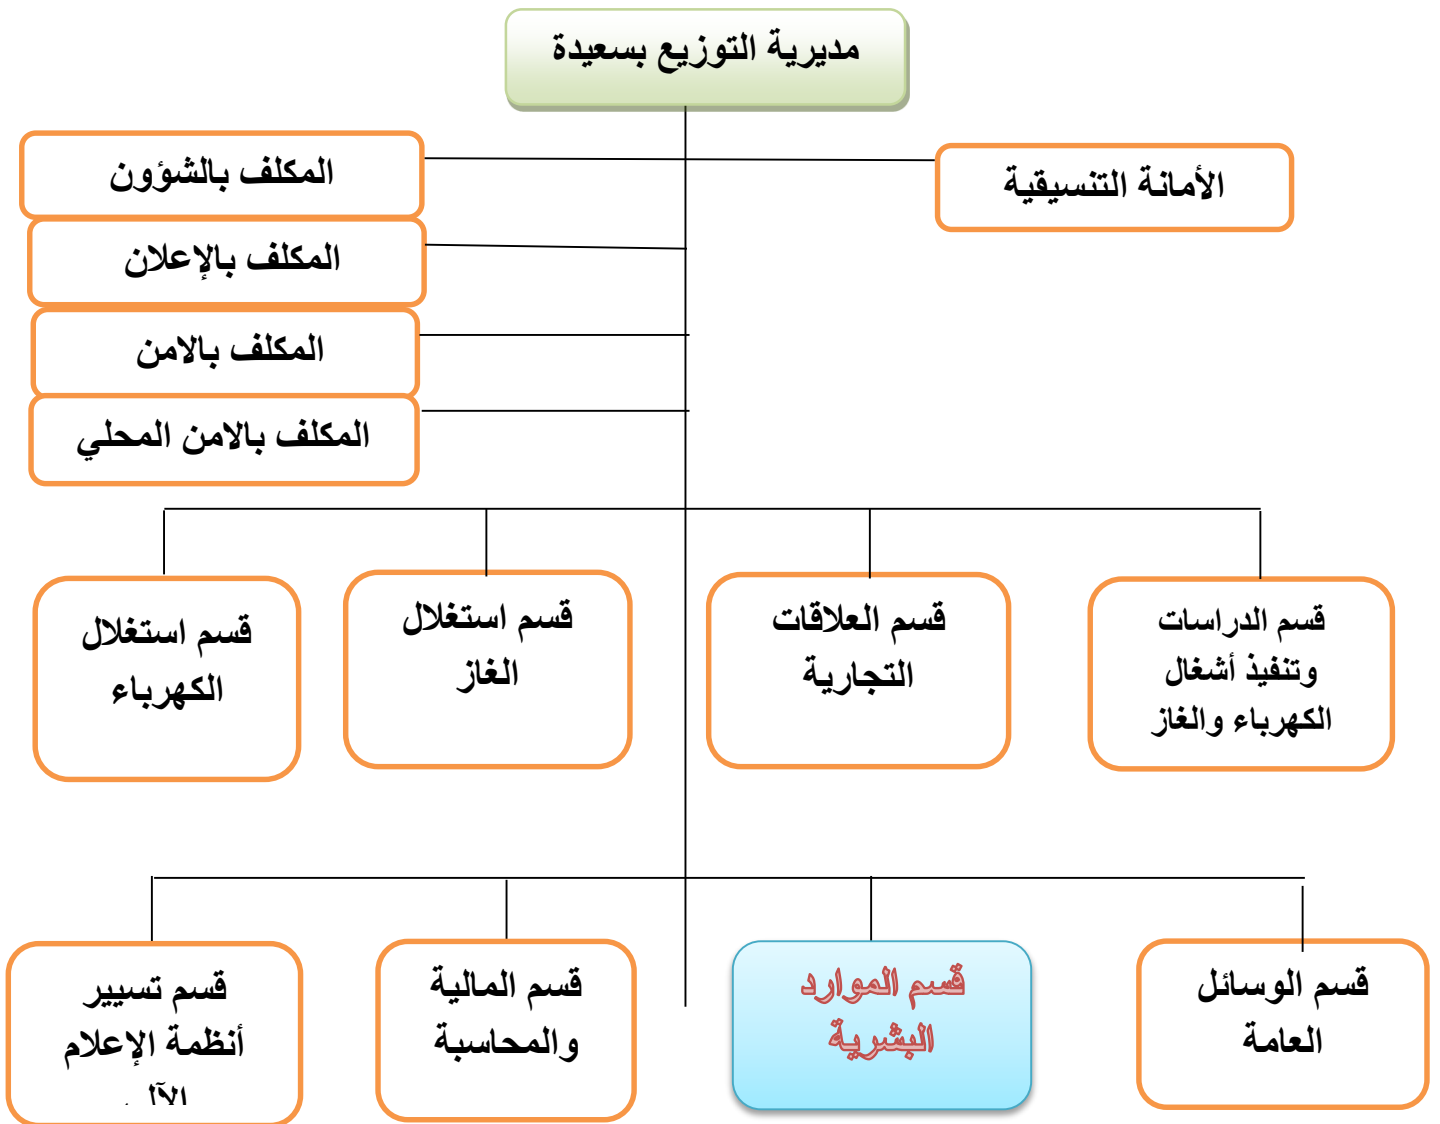 مديرية التوزيع بسعيدة
الأمانة التنسيقية
المكلف بالشؤون
المكلف بالإعلان
المكلف بالامن
المكلف بالامن المحلي
قسم الدراسات
وتنفيذ أشغال
الكهرباء والغاز
قسم العلاقات
التجارية
قسم استغلال
الغاز
قسم استغلال
الكهرباء
قسم الوسائل
العامة
قسم الموارد
البشرية
قسم المالية
والمحاسبة
قسم تسيير
أنظمة الإعلام